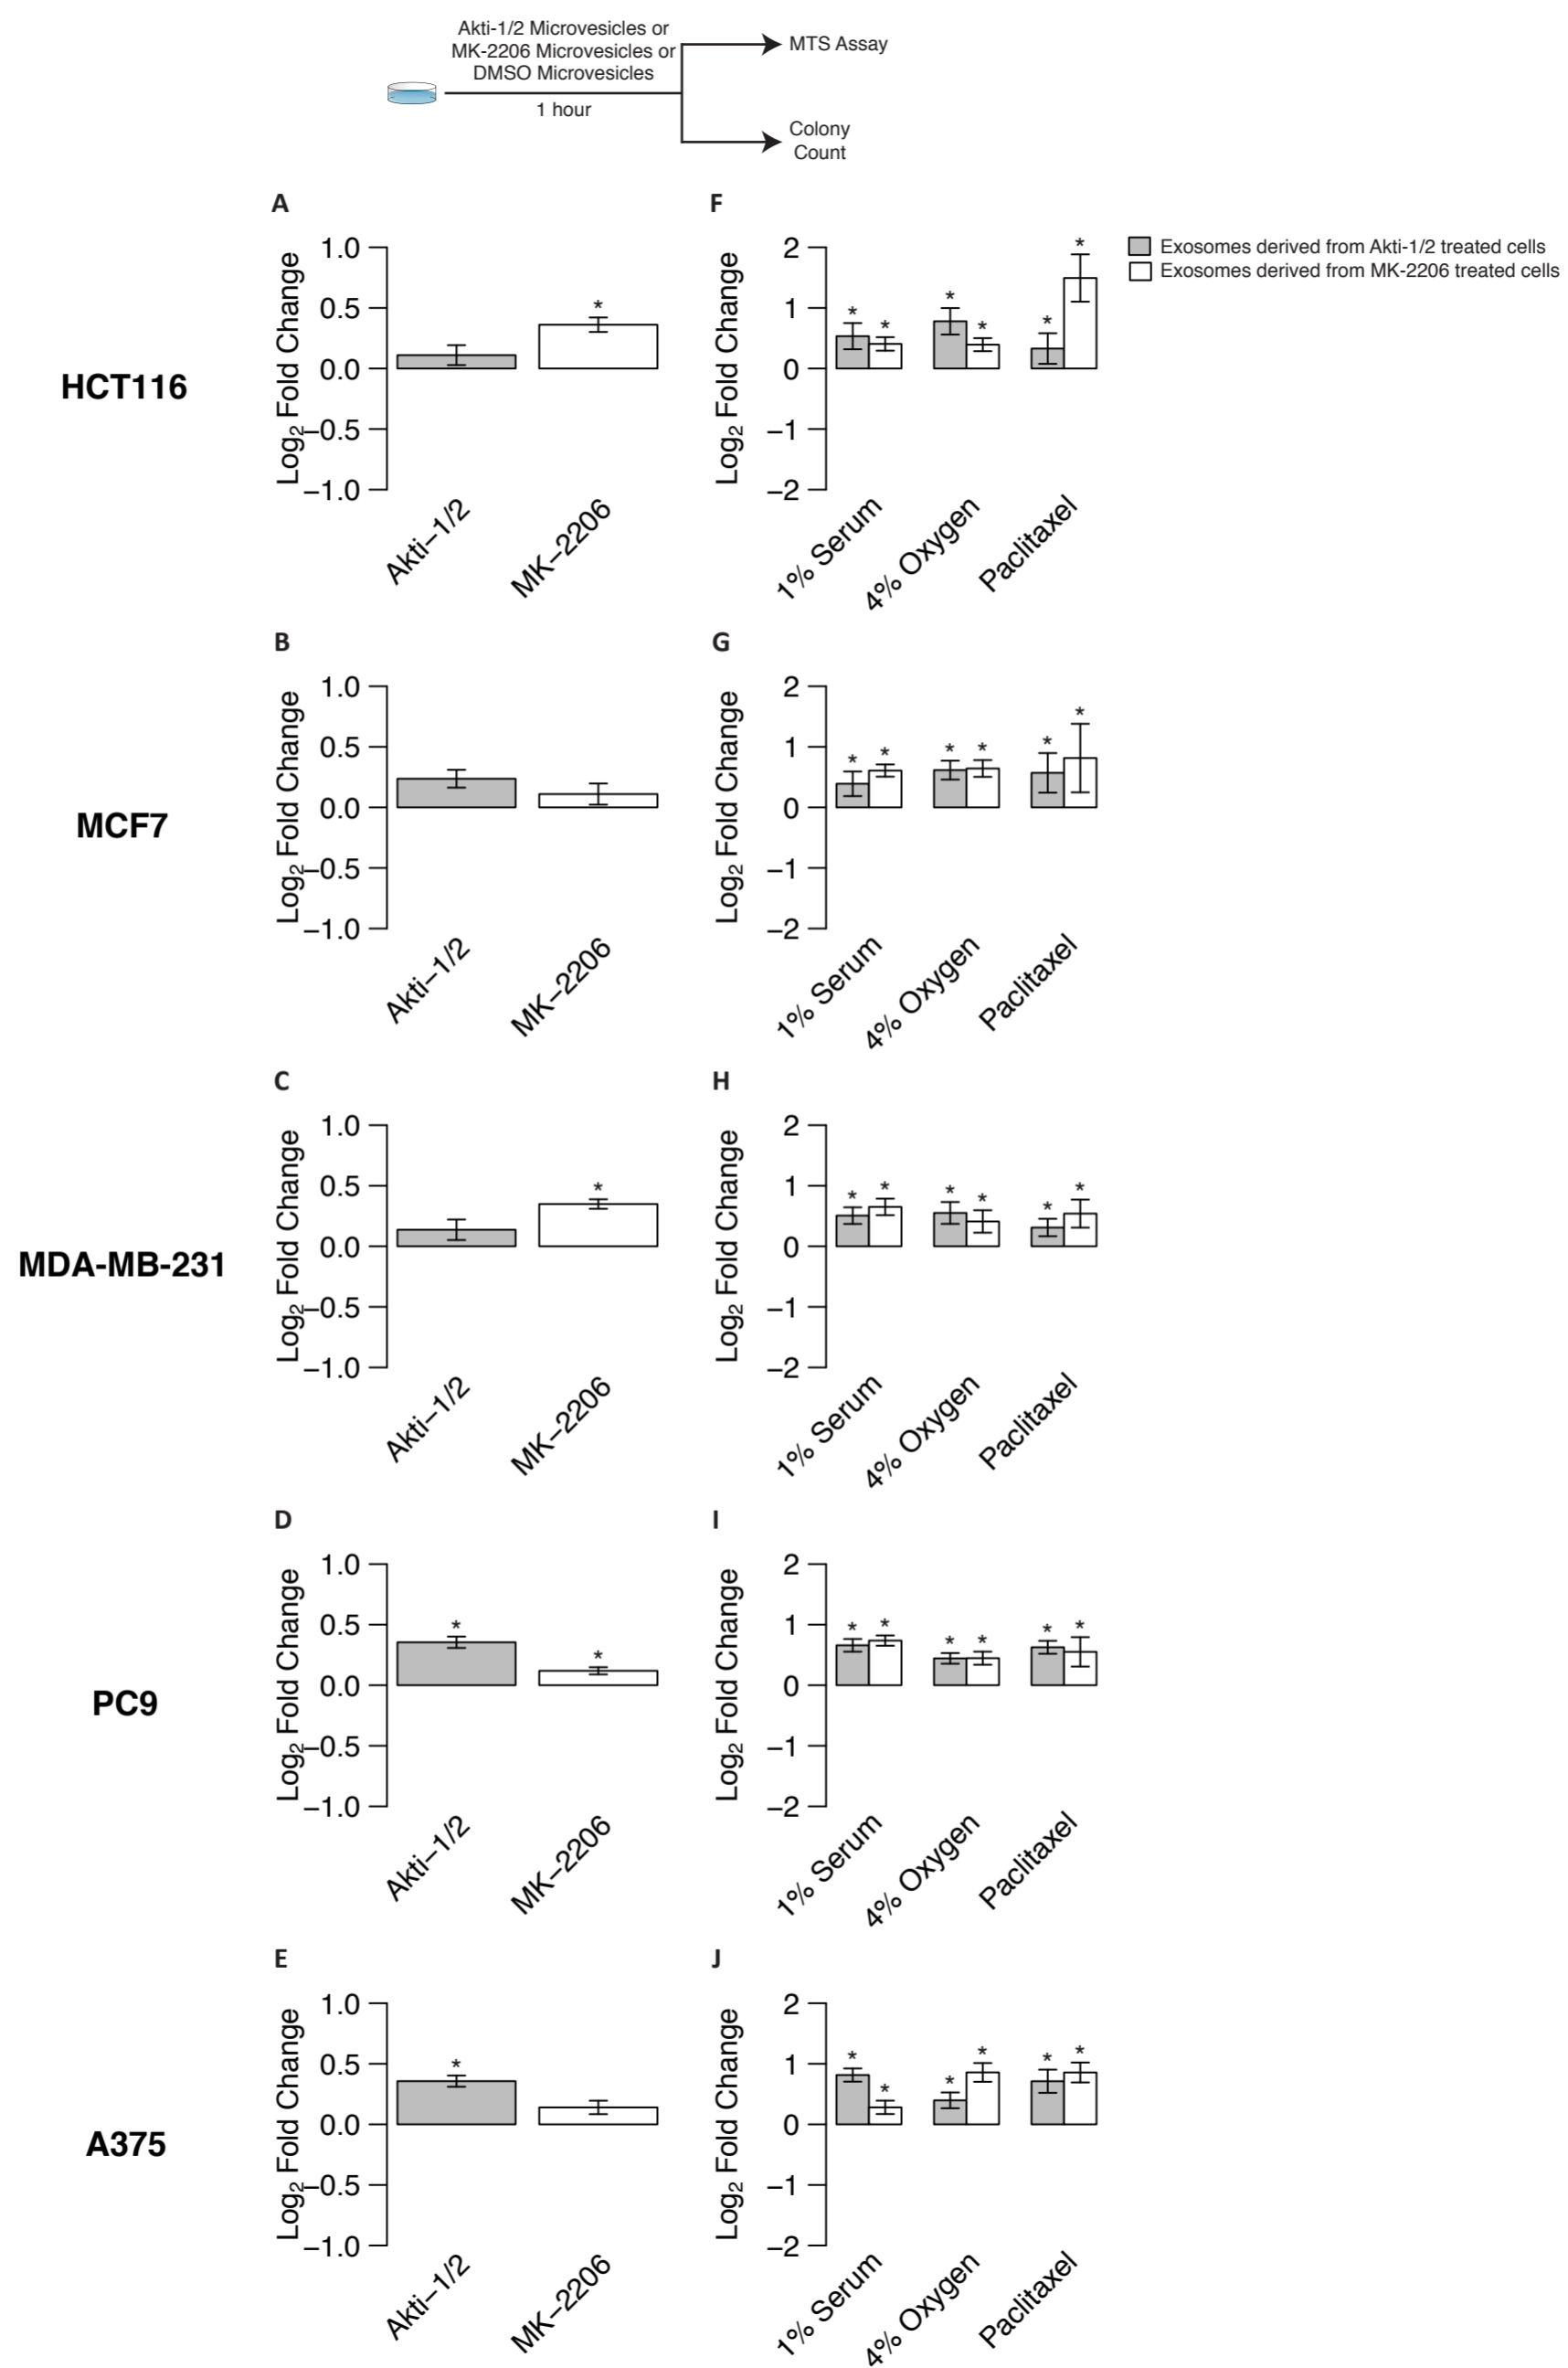 Akti-1/2 Microvesicles or
MK-2206 Microvesicles or
DMSO Microvesicles
1 hour
MTS Assay
Colony
Count
A
F
Exosomes derived from Akti-1/2 treated cells
Exosomes derived from MK-2206 treated cells
HCT116
Log2 Fold Change
1.0
0.5
0.0
−0.5
−1.0
*
Akti−1/2
MK−2206
Log2 Fold Change
2
1
0
−1
−2
* * * * * *
1% Serum
4% Oxygen
Paclitaxel
B
G
MCF7
Log2 Fold Change
1.0
0.5
0.0
−0.5
−1.0
Akti−1/2
MK−2206
Log2 Fold Change
2
1
0
−1
−2
* * * * * *
1% Serum
4% Oxygen
Paclitaxel
C
H
MDA-MB-231
Log2 Fold Change
1.0
0.5
0.0
−0.5
−1.0
*
Akti−1/2
MK−2206
Log2 Fold Change
2
1
0
−1
−2
* * * * * *
1% Serum
4% Oxygen
Paclitaxel
D
I
PC9
Log2 Fold Change
1.0
0.5
0.0
−0.5
−1.0
* *
Akti−1/2
MK−2206
Log2 Fold Change
2
1
0
−1
−2
* * * * * *
1% Serum
4% Oxygen
Paclitaxel
E
J
A375
Log2 Fold Change
1.0
0.5
0.0
−0.5
−1.0
*
Akti−1/2
MK−2206
Log2 Fold Change
2
1
0
−1
−2
* * * * * *
1% Serum
4% Oxygen
Paclitaxel